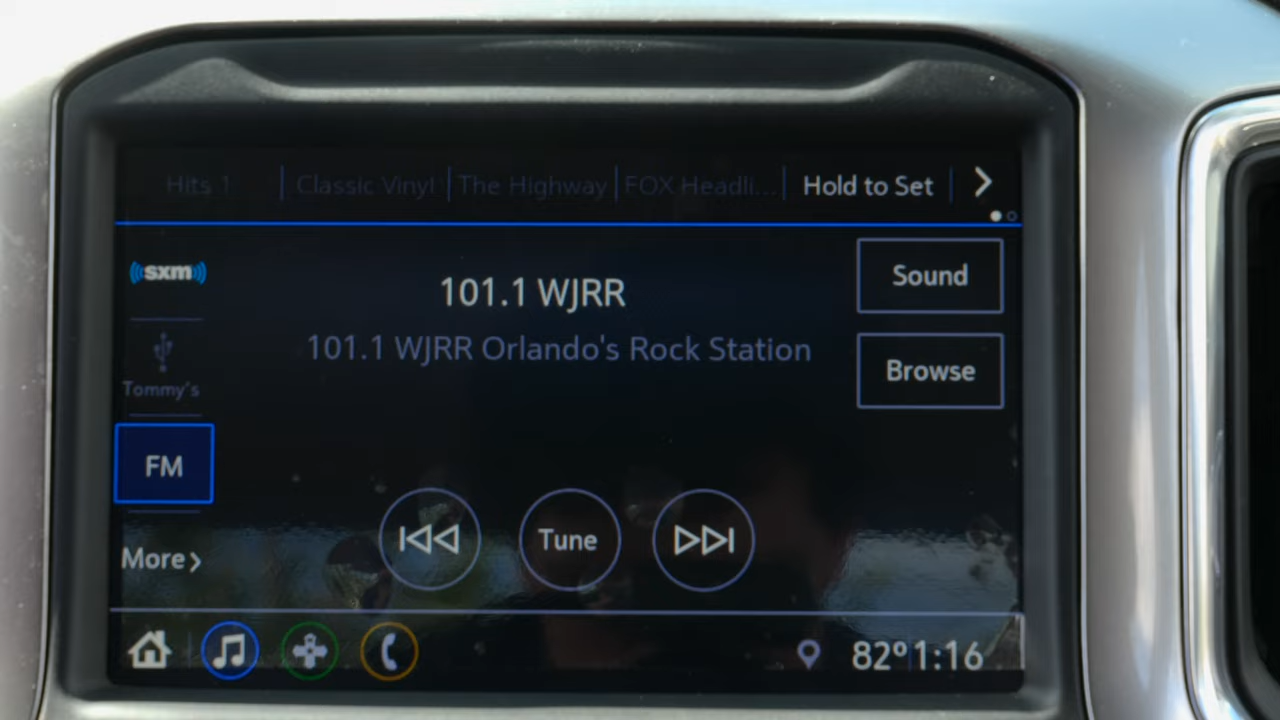 Hits 1 Classic Vinyl The Highway FOX Headli... Hold to Set
sxm
101.1 WJRR
Sound
101.1 WJRR Orlando's Rock Station
Browse
Tommy's
FM
Tune
More
82º 1:16